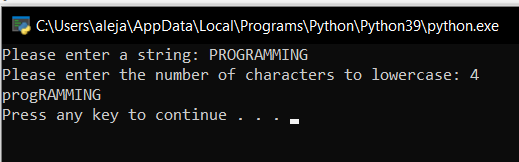 C:\Users\aleja\AppData\Local\Programs\Python\Python39\python.exe
Please enter a string: PROGRAMMING
Please enter the number of characters to lowercase: 4
progRAMMING
Press any key to continue . . .